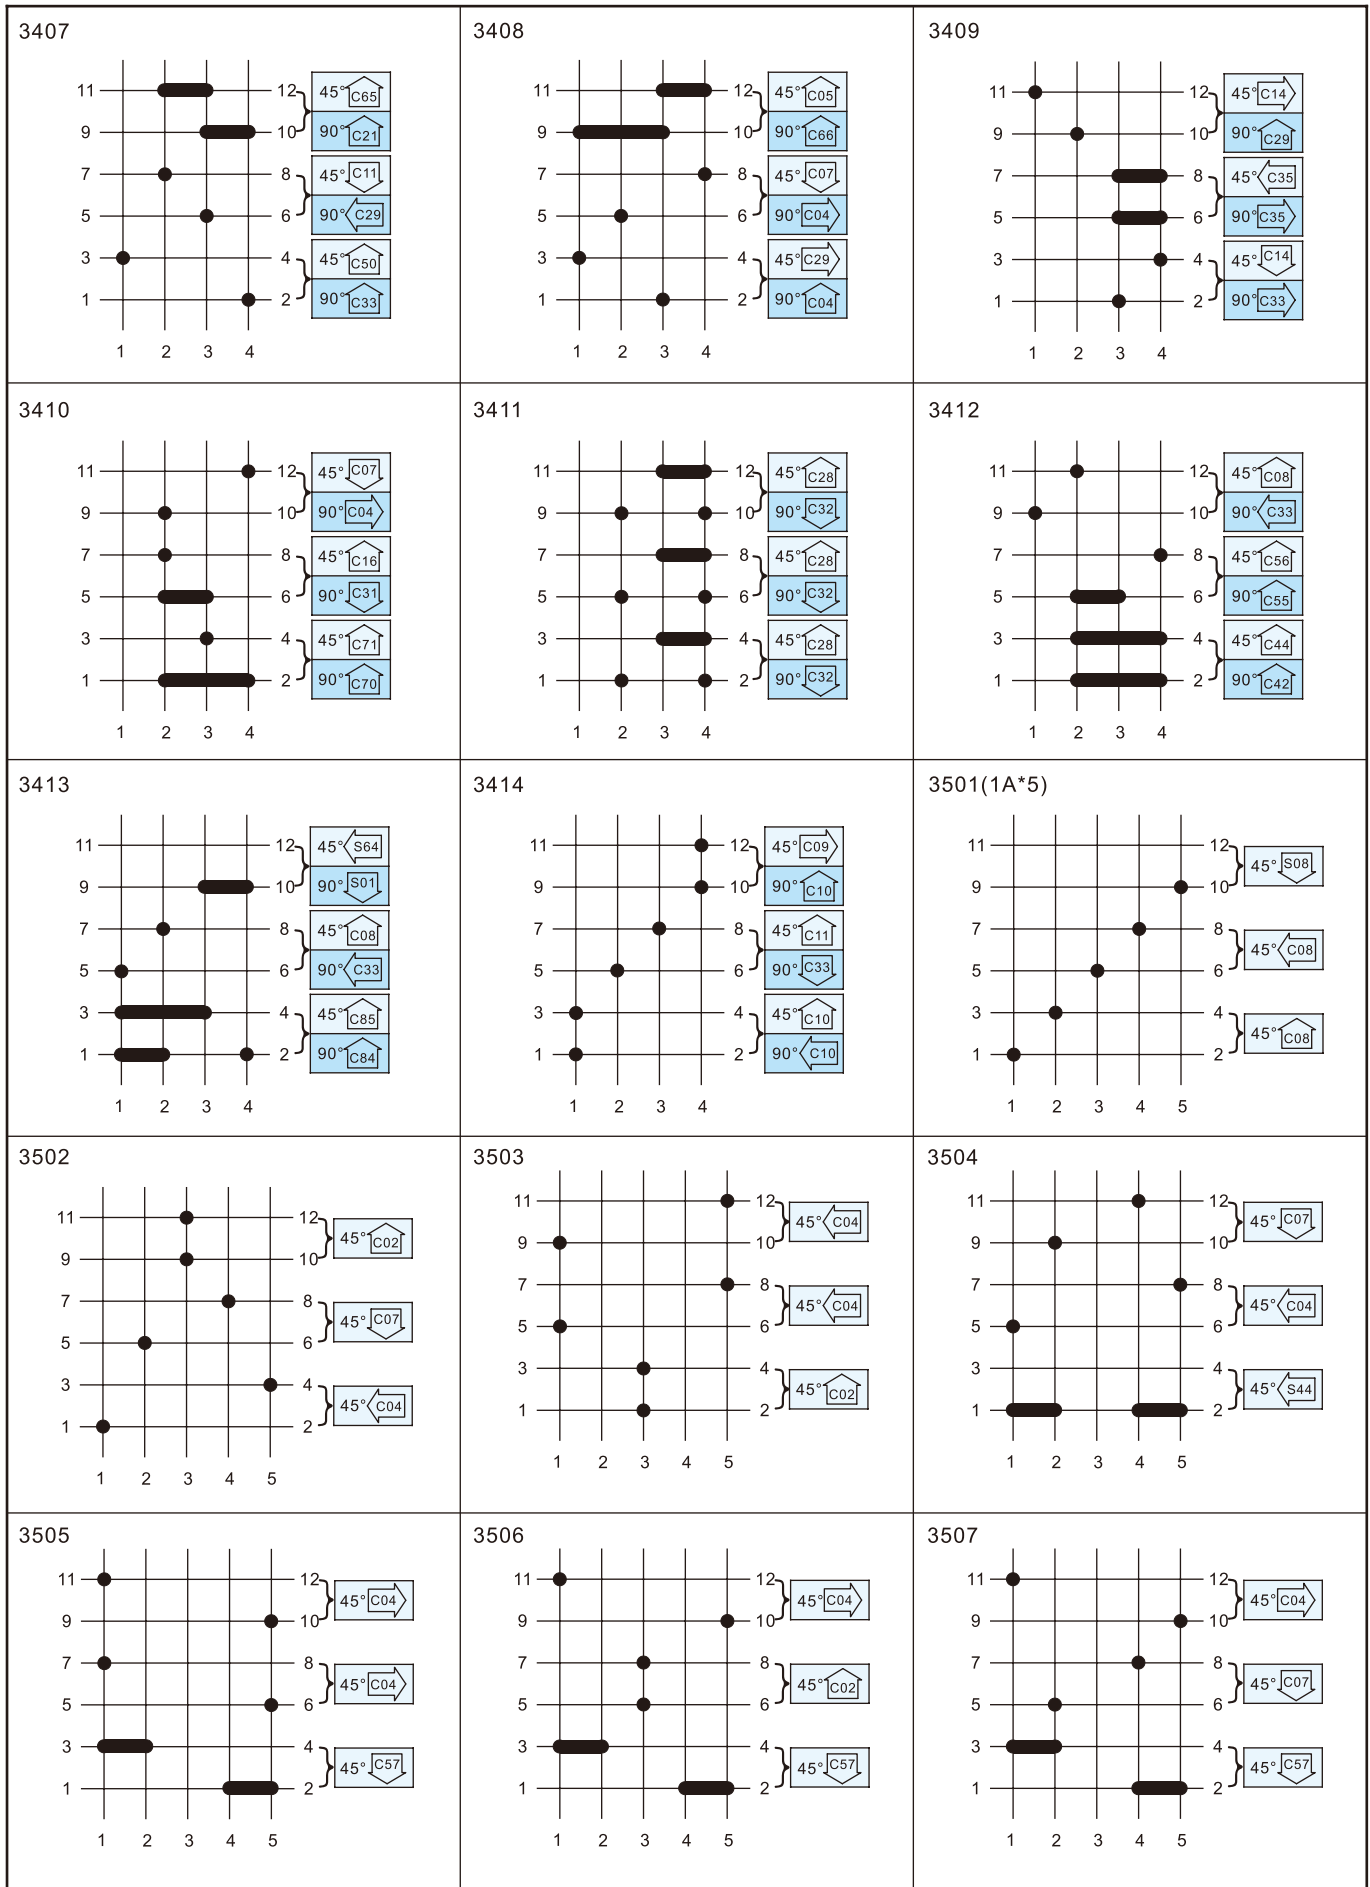 3407
11 12 45° C65
9 10 90° C21
7 8 45° C11
5 6 90° C29
3 4 45° C50
1 2 90° C33
1 2 3 4
3408
11 12 45° C05
9 10 90° C66
7 8 45° C07
5 6 90° C04
3 4 45° C29
1 2 90° C04
1 2 3 4
3409
11 12 45° C14
9 10 90° C29
7 8 45° C35
5 6 90° C35
3 4 45° C14
1 2 90° C33
1 2 3 4
3410
11 12 45° C07
9 10 90° C04
7 8 45° C16
5 6 90° C31
3 4 45° C71
1 2 90° C70
1 2 3 4
3411
11 12 45° C28
9 10 90° C32
7 8 45° C28
5 6 90° C32
3 4 45° C28
1 2 90° C32
1 2 3 4
3412
11 12 45° C08
9 10 90° C33
7 8 45° C56
5 6 90° C55
3 4 45° C44
1 2 90° C42
1 2 3 4
3413
11 12 45° S64
9 10 90° S01
7 8 45° C08
5 6 90° C33
3 4 45° C85
1 2 90° C84
1 2 3 4
3414
11 12 45° C09
9 10 90° C10
7 8 45° C11
5 6 90° C33
3 4 45° C10
1 2 90° C10
1 2 3 4
3501(1A*5)
11 12
45° S08
9 10
7 8
45° C08
5 6
3 4
45° C08
1 2
1 2 3 4 5
3502
11 12
45° C02
9 10
7 8
45° C07
5 6
3 4
45° C04
1 2
1 2 3 4 5
3503
11 12
45° C04
9 10
7 8
45° C04
5 6
3 4
45° C02
1 2
1 2 3 4 5
3504
11 12
45° C07
9 10
7 8
45° C04
5 6
3 4
45° S44
1 2
1 2 3 4 5
3505
11 12
45° C04
9 10
7 8
45° C04
5 6
3 4
45° C57
1 2
1 2 3 4 5
3506
11 12
45° C04
9 10
7 8
45° C02
5 6
3 4
45° C57
1 2
1 2 3 4 5
3507
11 12
45° C04
9 10
7 8
45° C07
5 6
3 4
45° C57
1 2
1 2 3 4 5